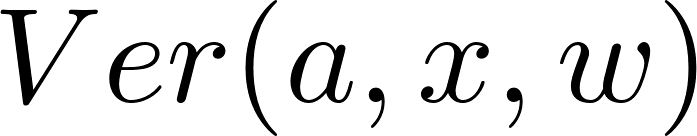 Ver(a, x, w)